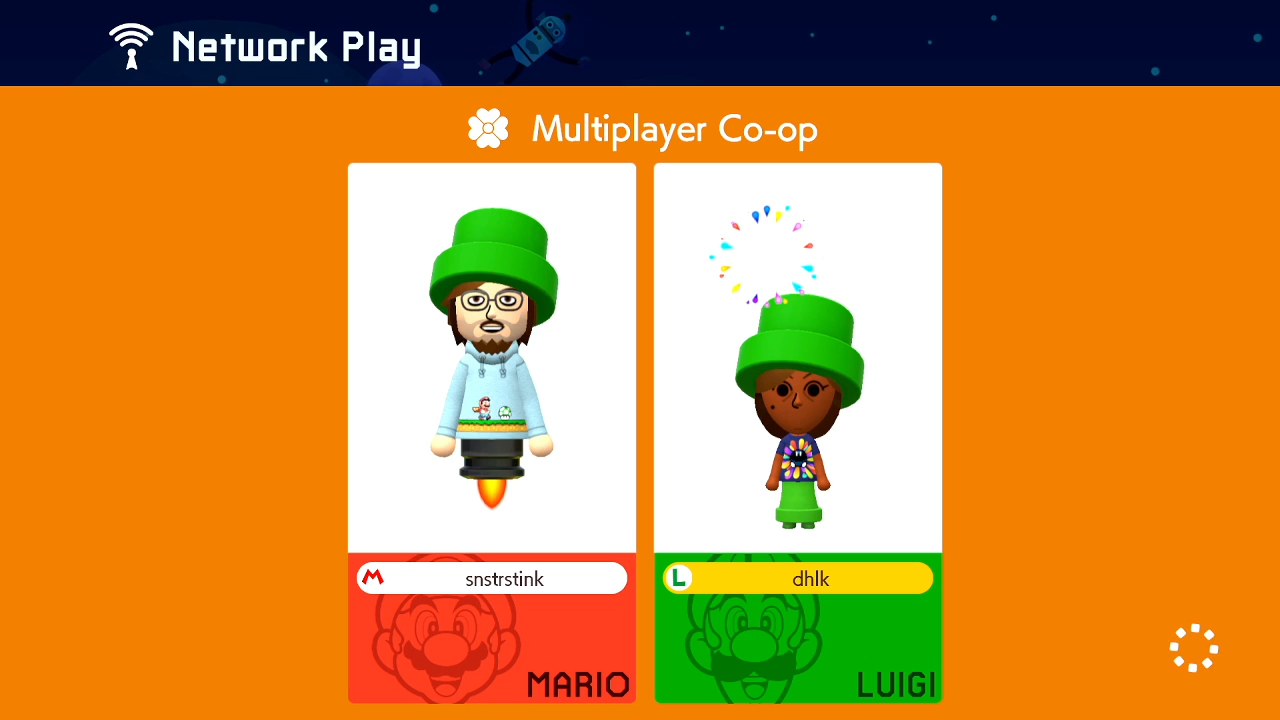 Network Play
Multiplayer Co-op
M snstrstink
L dhlk
MARIO
LUIGI